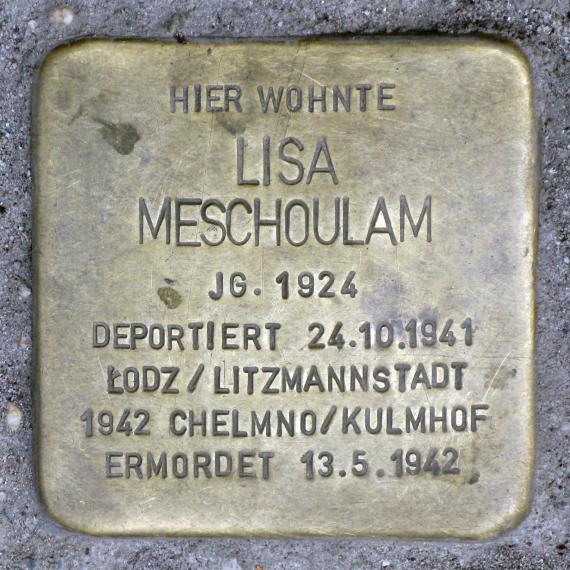 HIER WOHNTE
LISA
MESCHOULAM
JG. 1924
DEPORTIERT 24.10.1941
ŁODZ / LITZMANNSTADT
1942 CHELMNO/KULMHOF
ERMORDET 13.5.1942